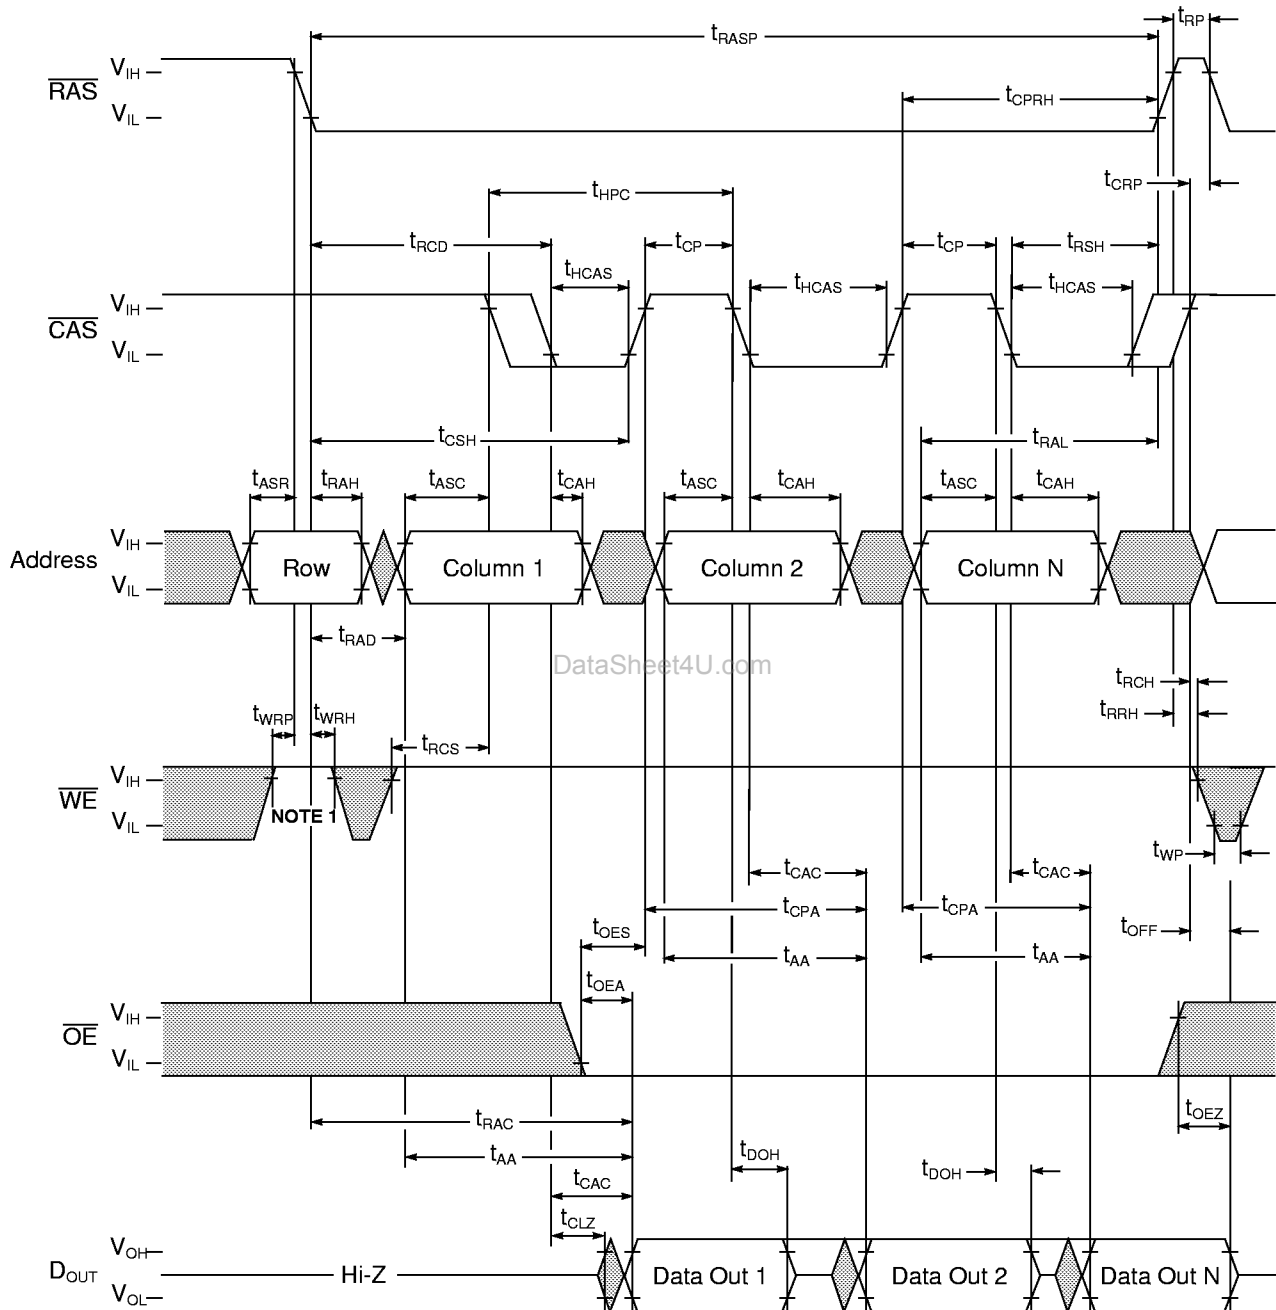 tRP
tRASP
VIH
RAS
tCPRH
VIL
tCRP
tHPC
tRCD
tCP
tCP
tRSH
tHCAS
tHCAS
tHCAS
VIH
CAS
VIL
tCSH
tRAL
tASR
tRAH
tASC
tCAH
tASC
tCAH
tASC
tCAH
VIH
Address
Row
Column 1
Column 2
Column N
VIL
tRAD
DataSheet4U.com
tRCH
tWRP
tWRH
tRRH
tRCS
VIH
WE
NOTE 1
VIL
tWP
tCAC
tCAC
tCPA
tCPA
tOES
tOFF
tAA
tAA
tOEA
VIH
OE
VIL
tRAC
tOEZ
tAA
tDOH
tDOH
tCAC
tCLZ
VOH
DOUT
Hi-Z
Data Out 1
Data Out 2
Data Out N
VOL